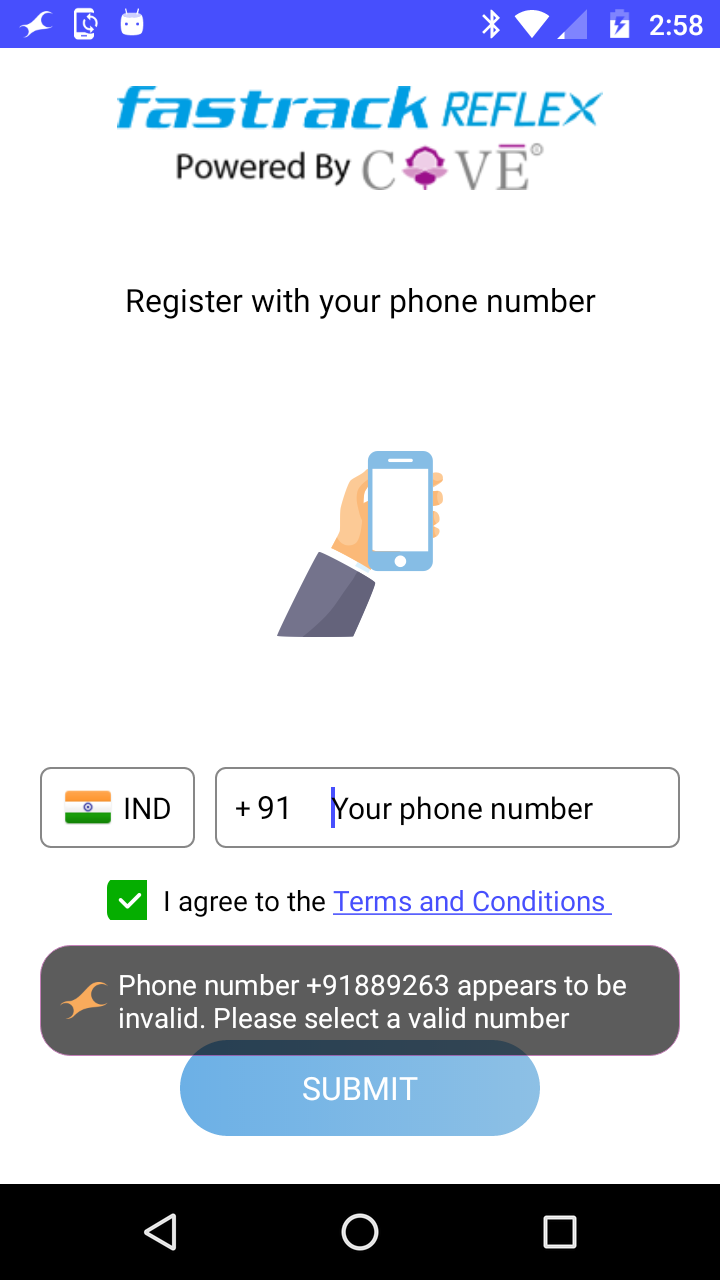 2:58
fastrack REFLEX
Powered By COVĒ®
Register with your phone number
IND
+ 91
Your phone number
I agree to the Terms and Conditions
Phone number +91889263 appears to be
invalid. Please select a valid number
SUBMIT